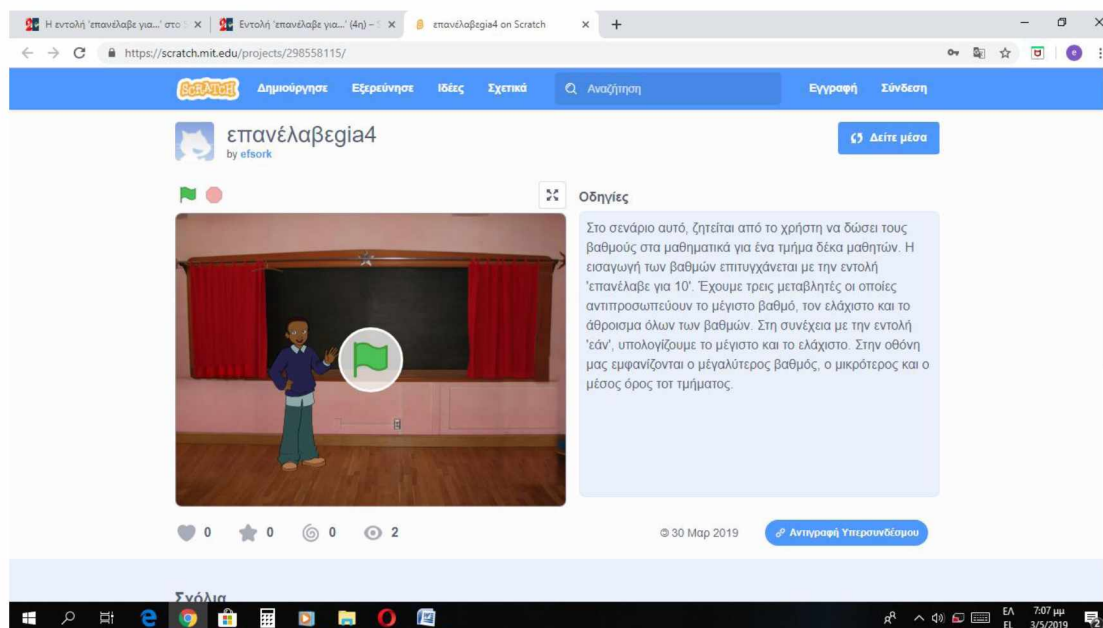 Η εντολή 'επανέλαβε για...' στο
Εντολή 'επανέλαβε για...' (4η) –
επανέλαβεgia4 on Scratch
https://scratch.mit.edu/projects/298558115/
SCRATCH
Δημιούργησε
Εξερεύνησε
Ιδέες
Σχετικά
Αναζήτηση
Εγγραφή
Σύνδεση
επανέλαβεgia4
by efsork
Δείτε μέσα
Οδηγίες
Στο σενάριο αυτό, ζητείται από το χρήστη να δώσει τους
βαθμούς στα μαθηματικά για ένα τμήμα δέκα μαθητών. Η
εισαγωγή των βαθμών επιτυγχάνεται με την εντολή
'επανέλαβε για 10'. Έχουμε τρεις μεταβλητές οι οποίες
αντιπροσωπεύουν το μέγιστο βαθμό, τον ελάχιστο και το
άθροισμα όλων των βαθμών. Στη συνέχεια με την εντολή
'εάν', υπολογίζουμε το μέγιστο και το ελάχιστο. Στην οθόνη
μας εμφανίζονται ο μέγαλύτερος βαθμός, ο μικρότερος και ο
μέσος όρος τοτ τμήματος.
0
0
0
2
30 Μαρ 2019
Αντιγραφή Υπερσυνδέσμου
Σχόλια
ΕΛ
EL
7:07 μμ
3/5/2019
2